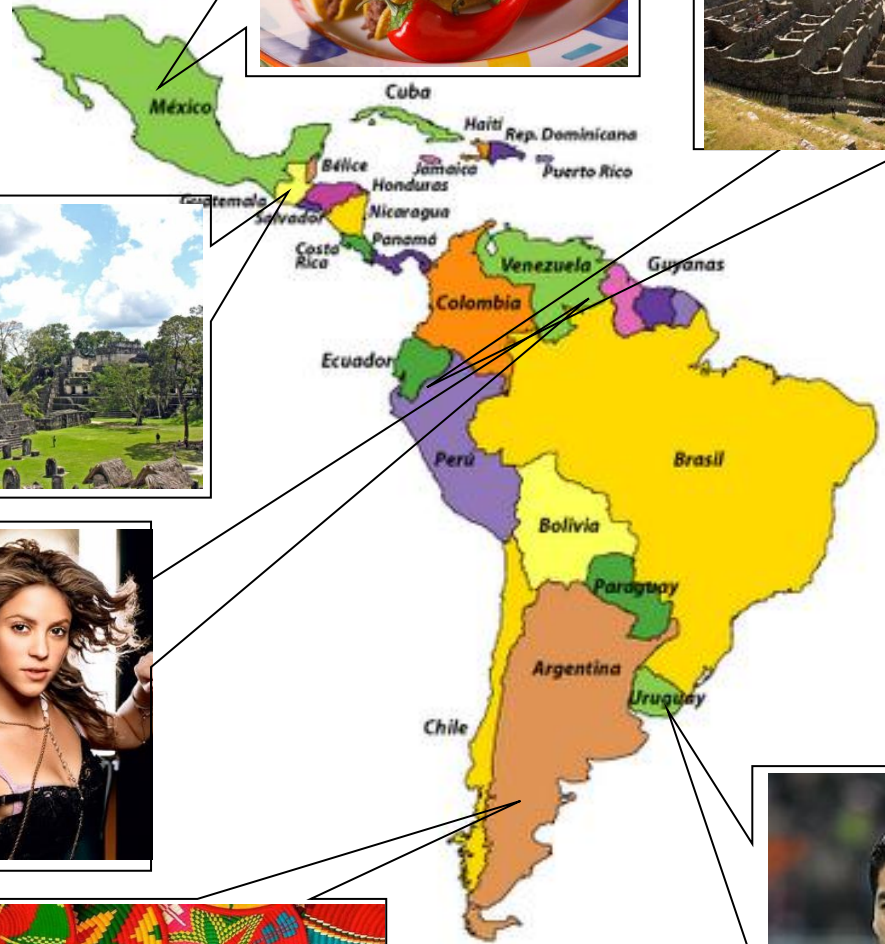 México
Cuba
Haití
Rep. Dominicana
Jamaica
Puerto Rico
Bélice
Honduras
Guatemala
Salvador
Nicaragua
Costa
Rica
Panamá
Venezuela
Guyanas
Colombia
Ecuador
Perú
Brasil
Bolivia
Paraguay
Argentina
Uruguay
Chile